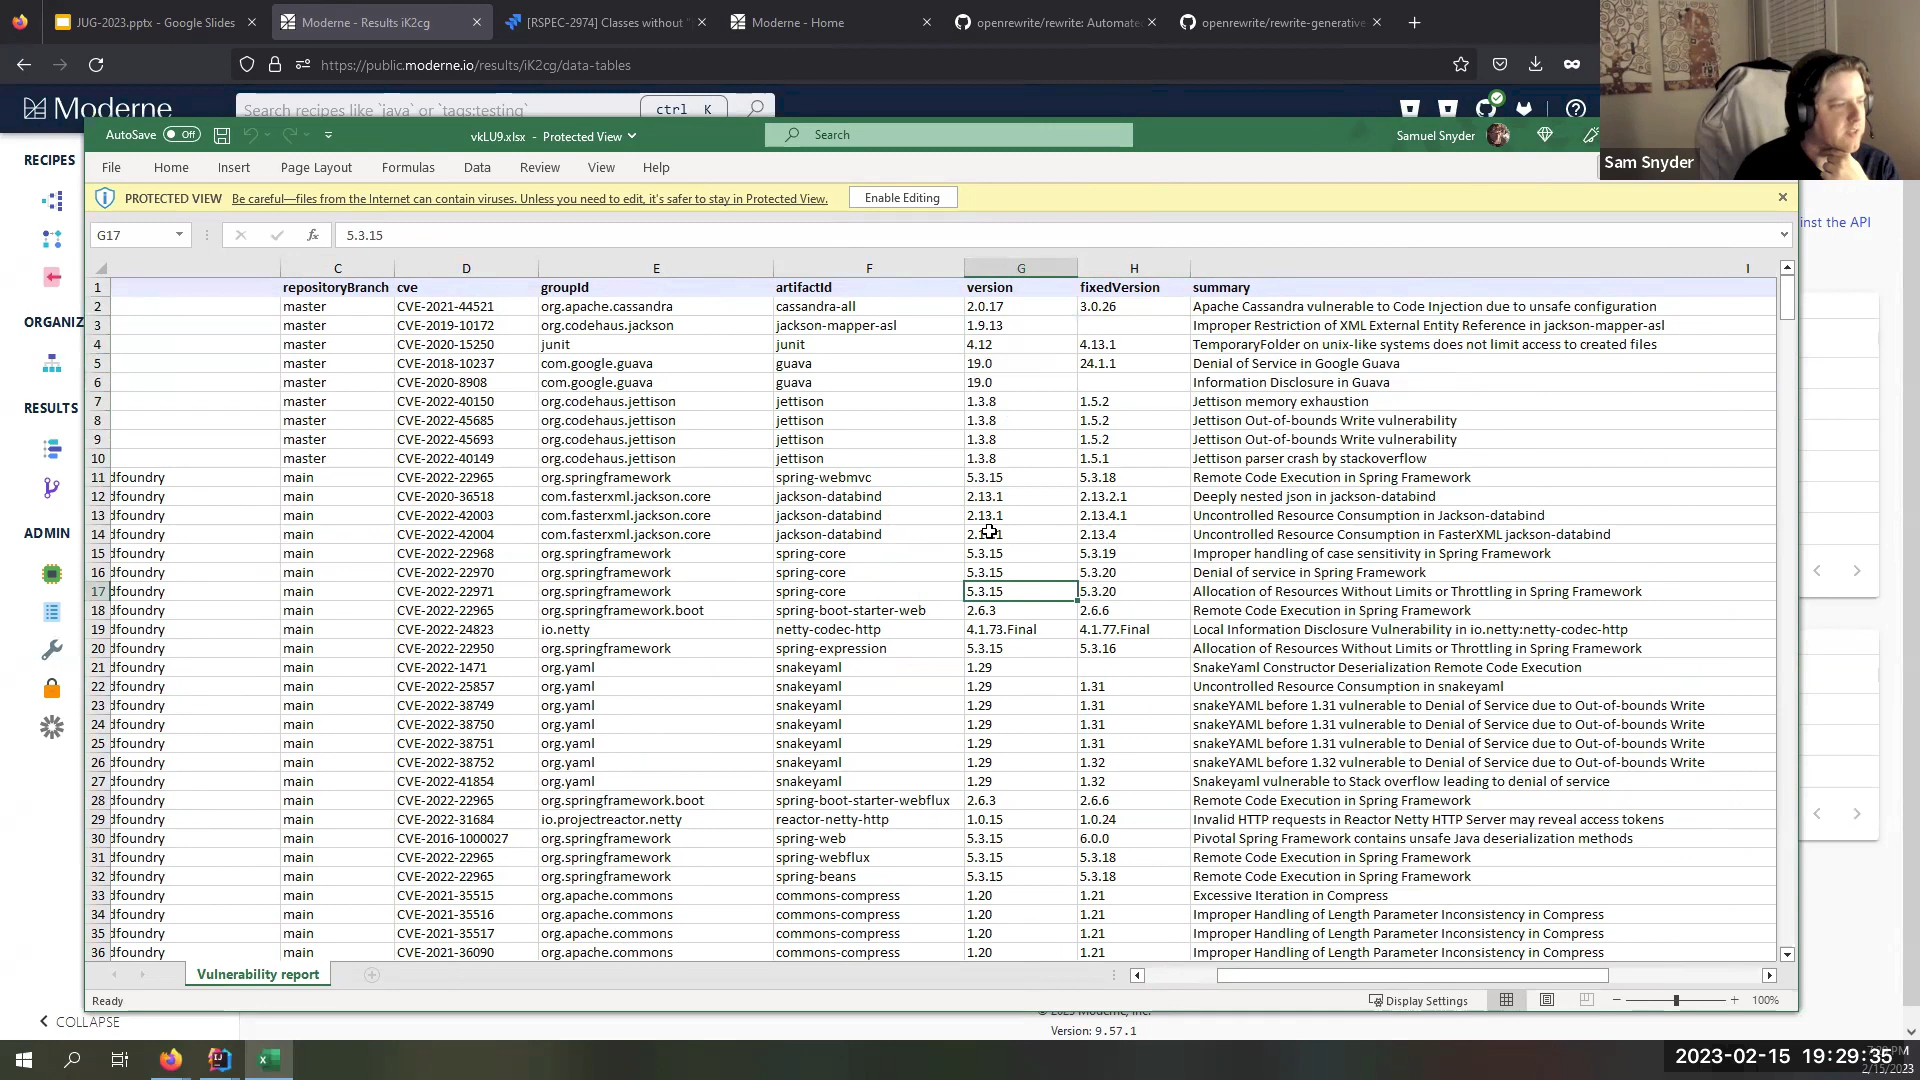 JUG-2023.pptx - Google Slides
Moderne - Results iK2cg
[RSPEC-2974] Classes without "
Moderne - Home
openrewrite/rewrite: Automate
openrewrite/rewrite-generative
https://public.moderne.io/results/iK2cg/data-tables
Moderne
Search recipes like `java` or `tags:testing`
ctrl K
AutoSave Off
vkLU9.xlsx - Protected View
Search
Samuel Snyder
Sam Snyder
RECIPES
File Home Insert Page Layout Formulas Data Review View Help
PROTECTED VIEW Be careful—files from the Internet can contain viruses. Unless you need to edit, it's safer to stay in Protected View. Enable Editing
inst the API
G17 fx 5.3.15
C D E F G H I
1 repositoryBranch cve groupId artifactId version fixedVersion summary
2 master CVE-2021-44521 org.apache.cassandra cassandra-all 2.0.17 3.0.26 Apache Cassandra vulnerable to Code Injection due to unsafe configuration
3 master CVE-2019-10172 org.codehaus.jackson jackson-mapper-asl 1.9.13 Improper Restriction of XML External Entity Reference in jackson-mapper-asl
4 master CVE-2020-15250 junit junit 4.12 4.13.1 TemporaryFolder on unix-like systems does not limit access to created files
5 master CVE-2018-10237 com.google.guava guava 19.0 24.1.1 Denial of Service in Google Guava
6 master CVE-2020-8908 com.google.guava guava 19.0 Information Disclosure in Guava
7 master CVE-2022-40150 org.codehaus.jettison jettison 1.3.8 1.5.2 Jettison memory exhaustion
8 master CVE-2022-45685 org.codehaus.jettison jettison 1.3.8 1.5.2 Jettison Out-of-bounds Write vulnerability
9 master CVE-2022-45693 org.codehaus.jettison jettison 1.3.8 1.5.2 Jettison Out-of-bounds Write vulnerability
10 master CVE-2022-40149 org.codehaus.jettison jettison 1.3.8 1.5.1 Jettison parser crash by stackoverflow
11 dfoundry main CVE-2022-22965 org.springframework spring-webmvc 5.3.15 5.3.18 Remote Code Execution in Spring Framework
12 dfoundry main CVE-2020-36518 com.fasterxml.jackson.core jackson-databind 2.13.1 2.13.2.1 Deeply nested json in jackson-databind
13 dfoundry main CVE-2022-42003 com.fasterxml.jackson.core jackson-databind 2.13.1 2.13.4.1 Uncontrolled Resource Consumption in Jackson-databind
14 dfoundry main CVE-2022-42004 com.fasterxml.jackson.core jackson-databind 2.13.4 Uncontrolled Resource Consumption in FasterXML jackson-databind
15 dfoundry main CVE-2022-22968 org.springframework spring-core 5.3.15 5.3.19 Improper handling of case sensitivity in Spring Framework
16 dfoundry main CVE-2022-22970 org.springframework spring-core 5.3.15 5.3.20 Denial of service in Spring Framework
17 dfoundry main CVE-2022-22971 org.springframework spring-core 5.3.15 5.3.20 Allocation of Resources Without Limits or Throttling in Spring Framework
18 dfoundry main CVE-2022-22965 org.springframework.boot spring-boot-starter-web 2.6.3 2.6.6 Remote Code Execution in Spring Framework
19 dfoundry main CVE-2022-24823 io.netty netty-codec-http 4.1.73.Final 4.1.77.Final Local Information Disclosure Vulnerability in io.netty:netty-codec-http
20 dfoundry main CVE-2022-22950 org.springframework spring-expression 5.3.15 5.3.16 Allocation of Resources Without Limits or Throttling in Spring Framework
21 dfoundry main CVE-2022-1471 org.yaml snakeyaml 1.29 SnakeYaml Constructor Deserialization Remote Code Execution
22 dfoundry main CVE-2022-25857 org.yaml snakeyaml 1.29 1.31 Uncontrolled Resource Consumption in snakeyaml
23 dfoundry main CVE-2022-38749 org.yaml snakeyaml 1.29 1.31 snakeYAML before 1.31 vulnerable to Denial of Service due to Out-of-bounds Write
24 dfoundry main CVE-2022-38750 org.yaml snakeyaml 1.29 1.31 snakeYAML before 1.31 vulnerable to Denial of Service due to Out-of-bounds Write
25 dfoundry main CVE-2022-38751 org.yaml snakeyaml 1.29 1.31 snakeYAML before 1.31 vulnerable to Denial of Service due to Out-of-bounds Write
26 dfoundry main CVE-2022-38752 org.yaml snakeyaml 1.29 1.32 snakeYAML before 1.32 vulnerable to Denial of Service due to Out-of-bounds Write
27 dfoundry main CVE-2022-41854 org.yaml snakeyaml 1.29 1.32 Snakeyaml vulnerable to Stack overflow leading to denial of service
28 dfoundry main CVE-2022-22965 org.springframework.boot spring-boot-starter-webflux 2.6.3 2.6.6 Remote Code Execution in Spring Framework
29 dfoundry main CVE-2022-31684 io.projectreactor.netty reactor-netty-http 1.0.15 1.0.24 Invalid HTTP requests in Reactor Netty HTTP Server may reveal access tokens
30 dfoundry main CVE-2016-1000027 org.springframework spring-web 5.3.15 6.0.0 Pivotal Spring Framework contains unsafe Java deserialization methods
31 dfoundry main CVE-2022-22965 org.springframework spring-webflux 5.3.15 5.3.18 Remote Code Execution in Spring Framework
32 dfoundry main CVE-2022-22965 org.springframework spring-beans 5.3.15 5.3.18 Remote Code Execution in Spring Framework
33 dfoundry main CVE-2021-35515 org.apache.commons commons-compress 1.20 1.21 Excessive Iteration in Compress
34 dfoundry main CVE-2021-35516 org.apache.commons commons-compress 1.20 1.21 Improper Handling of Length Parameter Inconsistency in Compress
35 dfoundry main CVE-2021-35517 org.apache.commons commons-compress 1.20 1.21 Improper Handling of Length Parameter Inconsistency in Compress
36 dfoundry main CVE-2021-36090 org.apache.commons commons-compress 1.20 1.21 Improper Handling of Length Parameter Inconsistency in Compress
ORGANIZ
RESULTS
ADMIN
Vulnerability report
Ready
Display Settings
100%
COLLAPSE
Version: 9.57.1
2023-02-15 19:29:35
2/15/2023